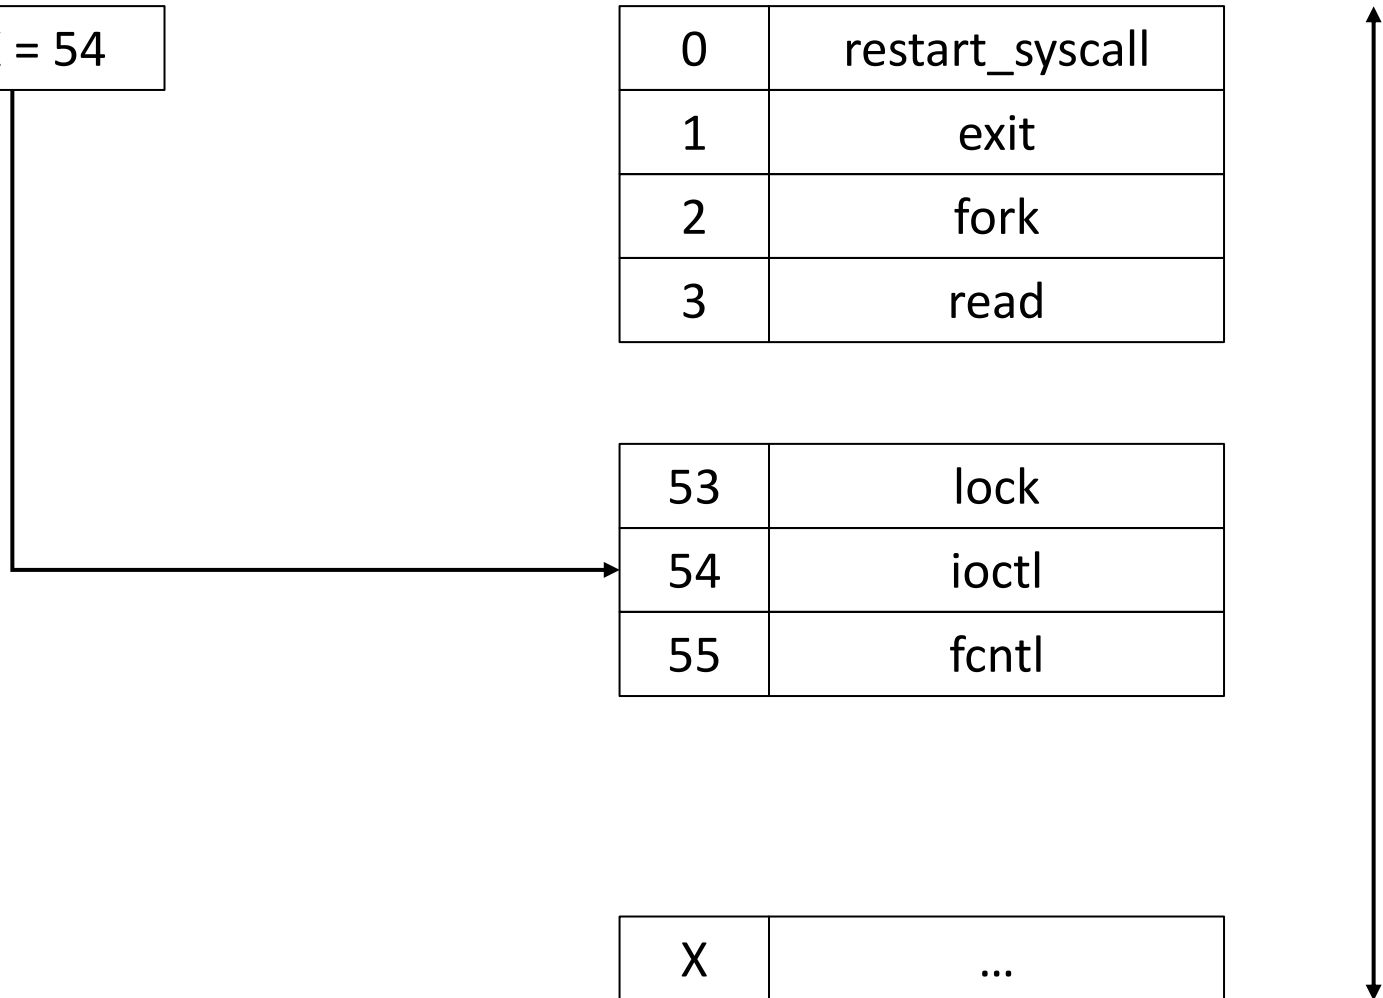 = 54
0 restart_syscall
1 exit
2 fork
3 read
53 lock
54 ioctl
55 fcntl
X ...